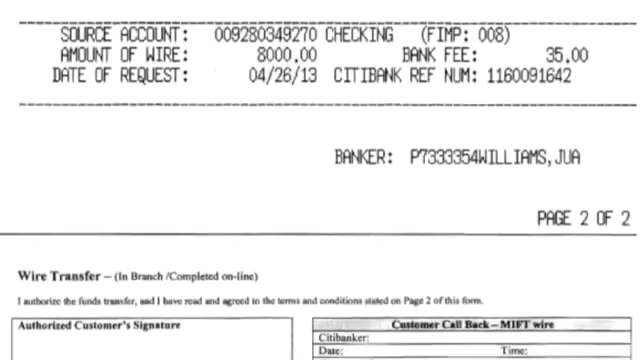 SOURCE ACCOUNT: 009280349270 CHECKING (FIMP: 008)
AMOUNT OF WIRE: 8000.00 BANK FEE: 35.00
DATE OF REQUEST: 04/26/13 CITIBANK REF NUM: 1160091642
BANKER: P7333354WILLIAMS,JUA
PAGE 2 OF 2
Wire Transfer – (In Branch /Completed on-line)
I authorize the funds transfer, and I have read and agreed to the terms and conditions stated on Page 2 of this form.
Authorized Customer's Signature
Customer Call Back – MIFT wire
Citibanker:
Date: Time: